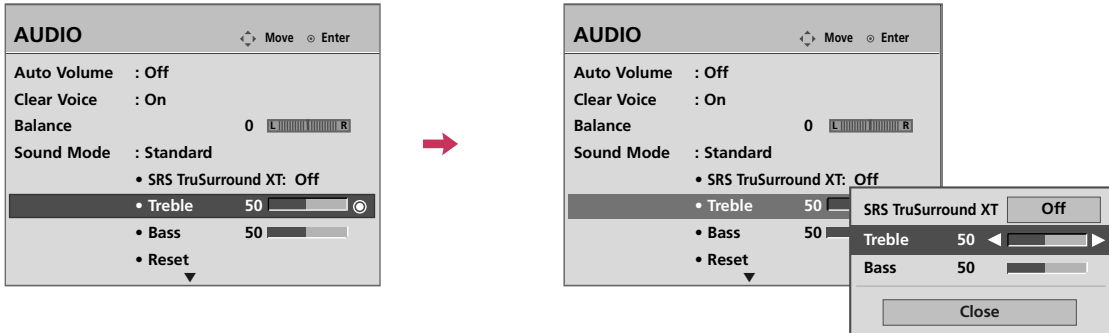 AUDIO
Move Enter
Auto Volume : Off
Clear Voice : On
Balance 0 L R
Sound Mode : Standard
• SRS TruSurround XT: Off
• Treble 50
• Bass 50
• Reset
AUDIO
Move Enter
Auto Volume : Off
Clear Voice : On
Balance 0 L R
Sound Mode : Standard
• SRS TruSurround XT: Off
• Treble 50
• Bass 50
• Reset
SRS TruSurround XT Off
Treble 50
Bass 50
Close